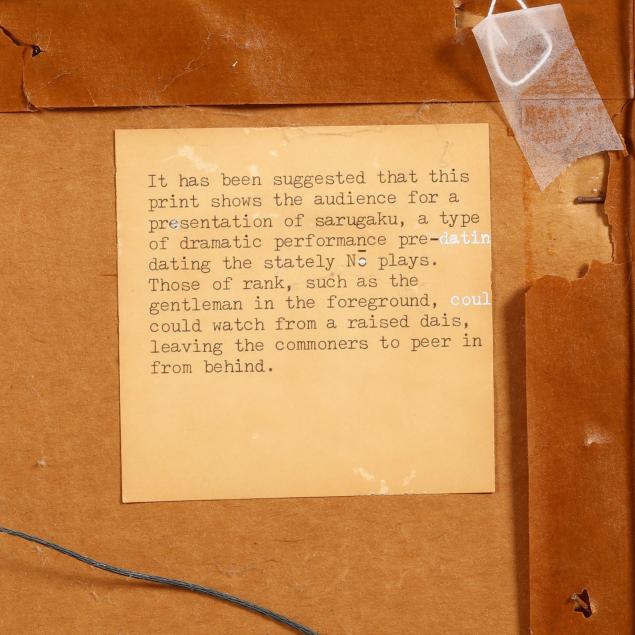 It has been suggested that this
print shows the audience for a
presentation of sarugaku, a type
of dramatic performance pre-datin
dating the stately Nō plays.
Those of rank, such as the
gentleman in the foreground, coul
could watch from a raised dais,
leaving the commoners to peer in
from behind.